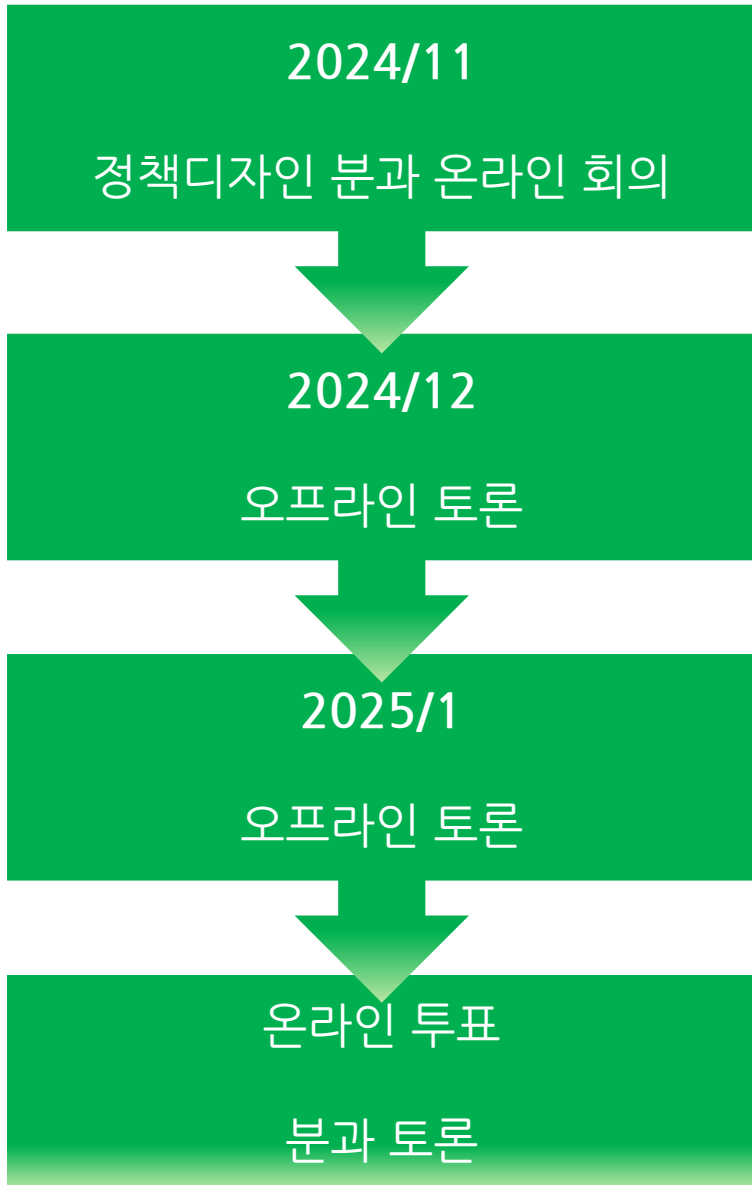 2024/11
정책디자인 분과 온라인 회의
2024/12
오프라인 토론
2025/1
오프라인 토론
온라인 투표
분과 토론